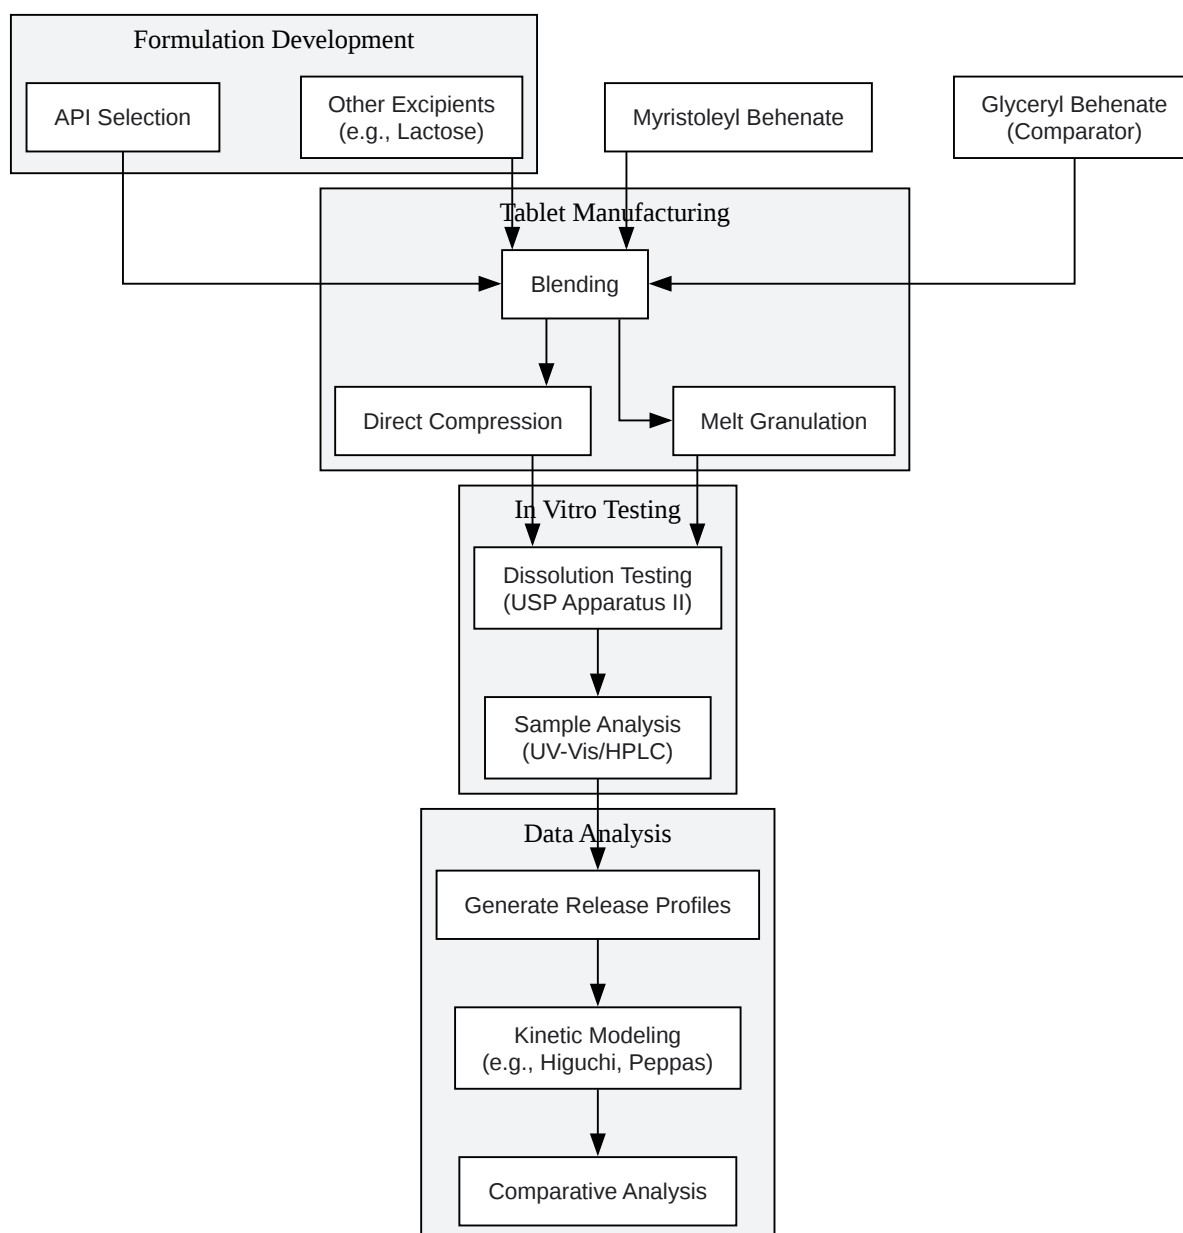 Formulation Development
API Selection
Other Excipients
(e.g., Lactose)
Myristoleyl Behenate
Glyceryl Behenate
(Comparator)
Tablet Manufacturing
Blending
Direct Compression
Melt Granulation
In Vitro Testing
Dissolution Testing
(USP Apparatus II)
Sample Analysis
(UV-Vis/HPLC)
Data Analysis
Generate Release Profiles
Kinetic Modeling
(e.g., Higuchi, Peppas)
Comparative Analysis